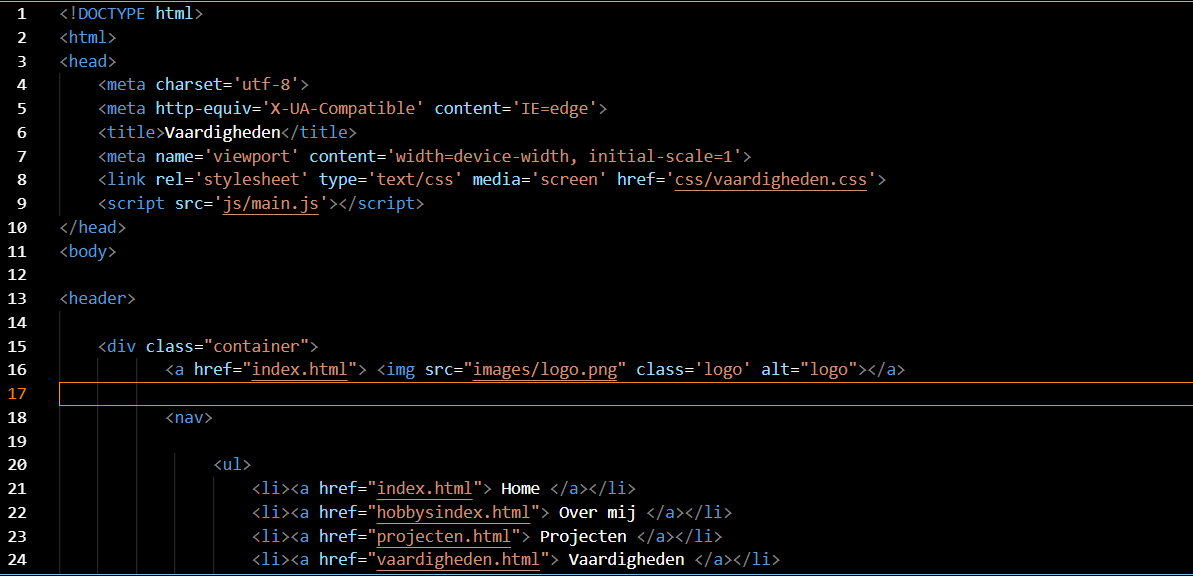 1 <!DOCTYPE html>
2 <html>
3 <head>
4 <meta charset='utf-8'>
5 <meta http-equiv='X-UA-Compatible' content='IE=edge'>
6 <title>Vaardigheden</title>
7 <meta name='viewport' content='width=device-width, initial-scale=1'>
8 <link rel='stylesheet' type='text/css' media='screen' href='css/vaardigheden.css'>
9 <script src='js/main.js'></script>
10 </head>
11 <body>
12
13 <header>
14
15 <div class="container">
16 <a href="index.html"> <img src="images/logo.png" class='logo' alt="logo"></a>
17
18 <nav>
19
20 <ul>
21 <li><a href="index.html"> Home </a></li>
22 <li><a href="hobbysindex.html"> Over mij </a></li>
23 <li><a href="projecten.html"> Projecten </a></li>
24 <li><a href="vaardigheden.html"> Vaardigheden </a></li>